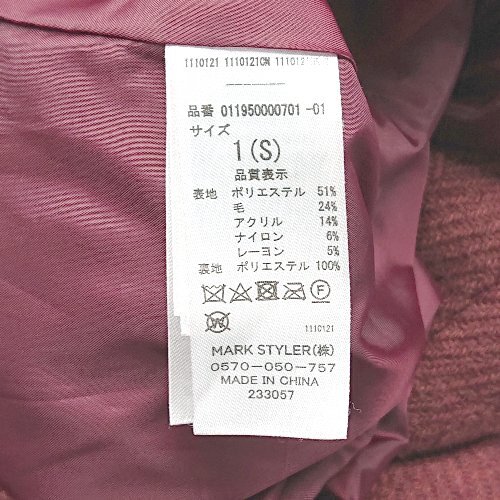 1110121 1110121CN 1110121
品番 011950000701 -01
サイズ
1(S)
品質表示
表地 ポリエステル 51%
毛 24%
アクリル 14%
ナイロン 6%
レーヨン 5%
裏地 ポリエステル 100%
F
W
1110121
MARK STYLER(株)
0570-050-757
MADE IN CHINA
233057